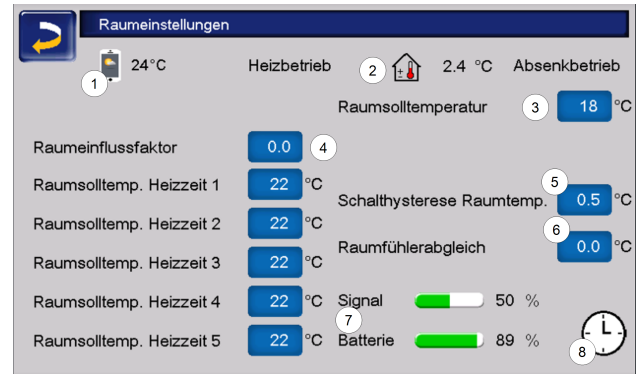 Raumeinstellungen
1 24°C Heizbetrieb 2 2.4 °C Absenkbetrieb
Raumsolltemperatur 3 18 °C
Raumeinflussfaktor 0.0 4
Raumsolltemp. Heizzeit 1 22 °C
Schalthysterese Raumtemp. 5 0.5 °C
Raumsolltemp. Heizzeit 2 22 °C
Raumfühlerabgleich 6 0.0 °C
Raumsolltemp. Heizzeit 3 22 °C
Raumsolltemp. Heizzeit 4 22 °C Signal 50 %
7
Raumsolltemp. Heizzeit 5 22 °C Batterie 89 % 8